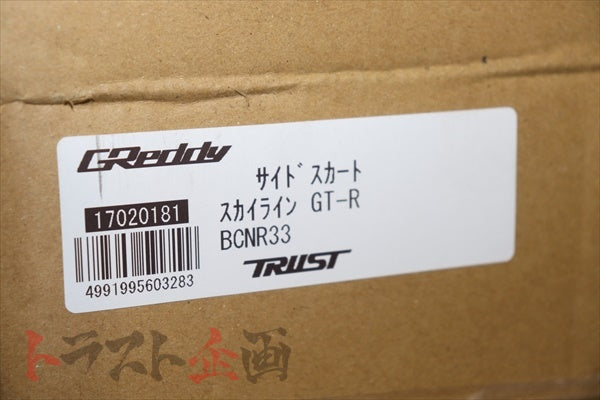 GReddy
サイドスカート
17020181
スカイライン GT-R
BCNR33
4991995603283
TRUST
トラスト企画